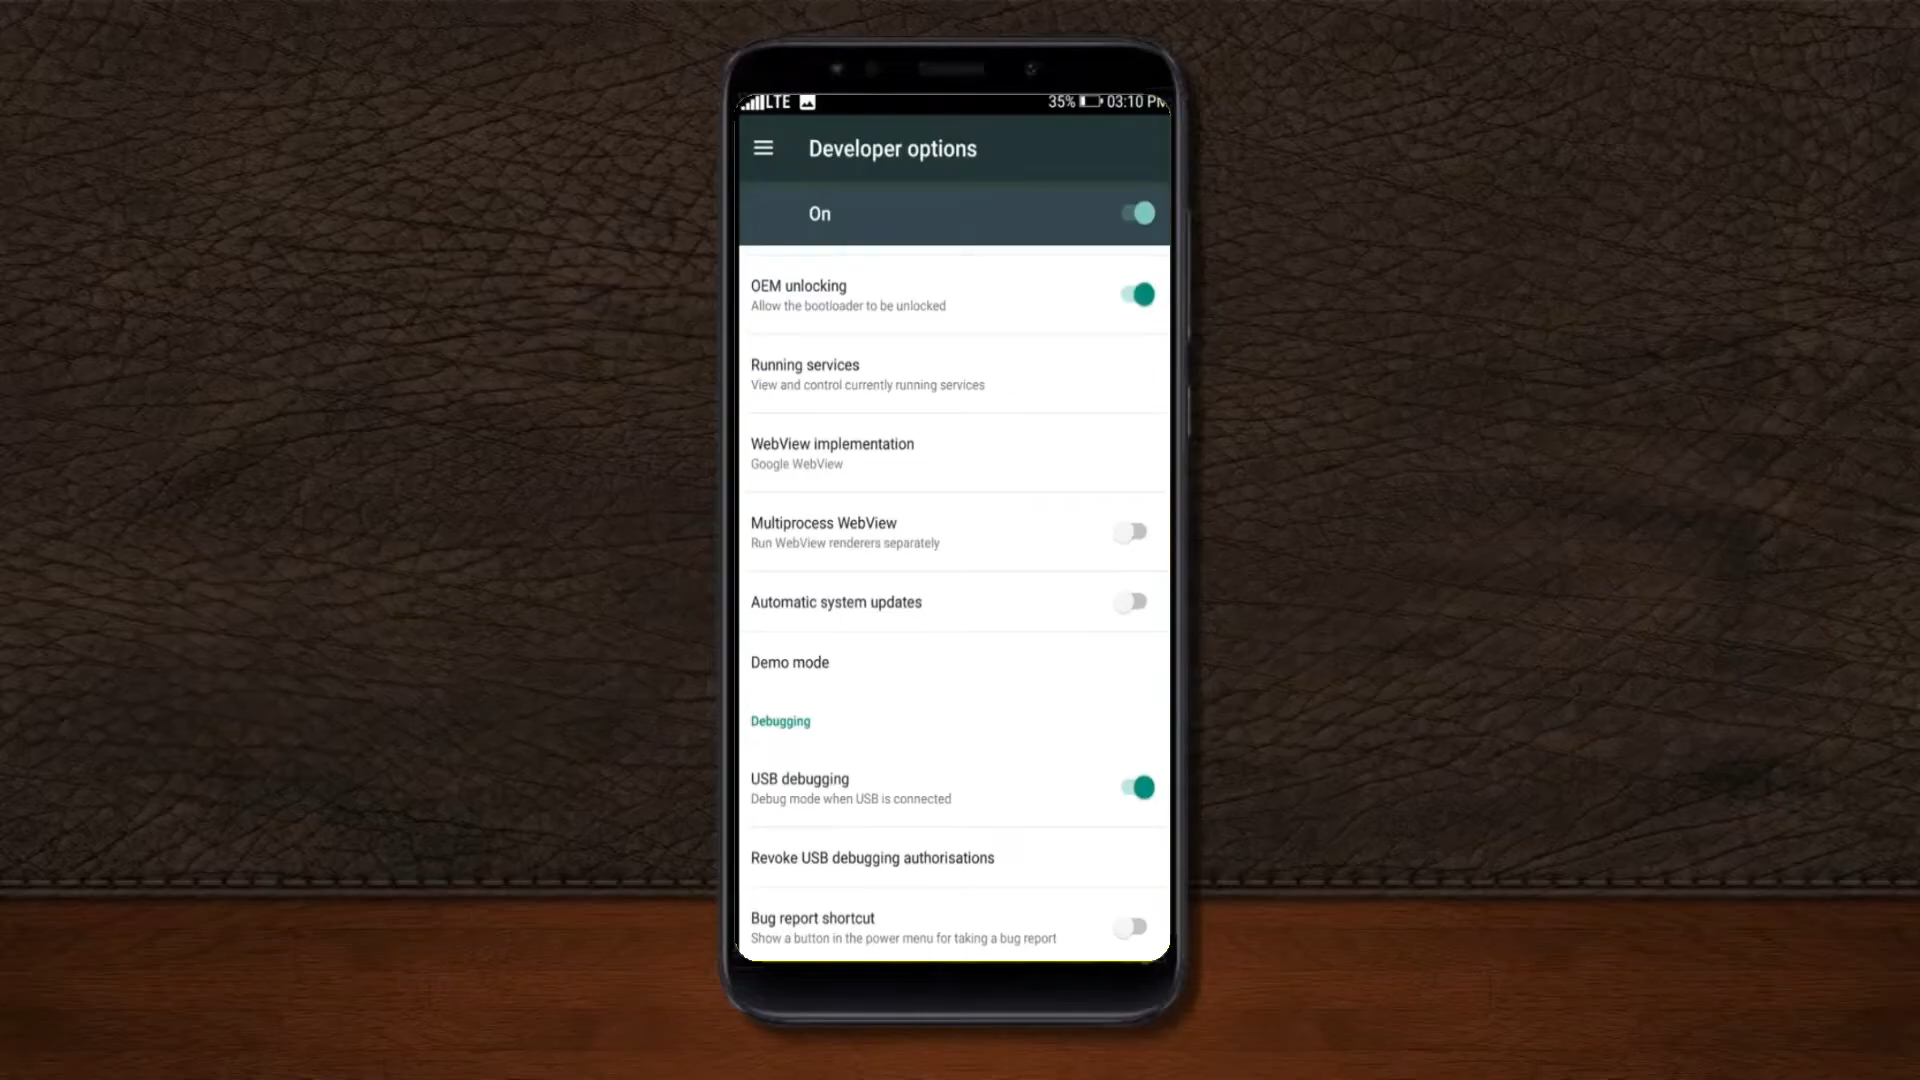 LTE 35% 03:10 PM
Developer options
On
OEM unlocking
Allow the bootloader to be unlocked
Running services
View and control currently running services
WebView implementation
Google WebView
Multiprocess WebView
Run WebView renderers separately
Automatic system updates
Demo mode
Debugging
USB debugging
Debug mode when USB is connected
Revoke USB debugging authorisations
Bug report shortcut
Show a button in the power menu for taking a bug report